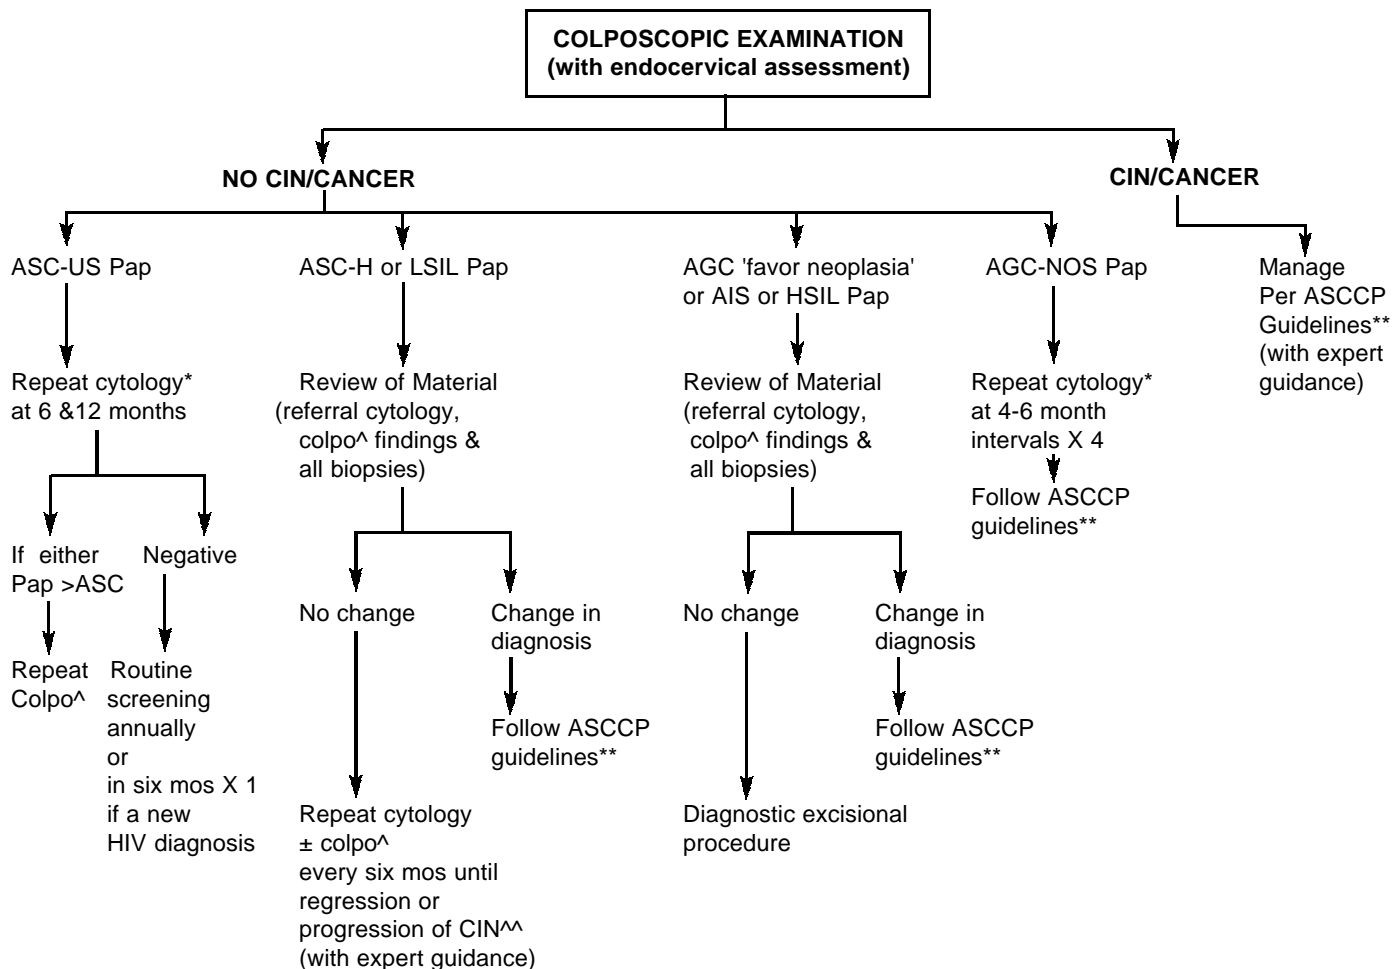 COLPOSCOPIC EXAMINATION
(with endocervical assessment)
NO CIN/CANCER
CIN/CANCER
ASC-US Pap
Repeat cytology*
at 6 &12 months
If either
Pap >ASC
Repeat
Colpo^
Negative
Routine
screening
annually
or
in six mos X 1
if a new
HIV diagnosis
ASC-H or LSIL Pap
Review of Material
(referral cytology,
colpo^ findings &
all biopsies)
No change
Repeat cytology
± colpo^
every six mos until
regression or
progression of CIN^^
(with expert guidance)
Change in
diagnosis
Follow ASCCP
guidelines**
AGC 'favor neoplasia'
or AIS or HSIL Pap
Review of Material
(referral cytology,
colpo^ findings &
all biopsies)
No change
Diagnostic excisional
procedure
Change in
diagnosis
Follow ASCCP
guidelines**
AGC-NOS Pap
Repeat cytology*
at 4-6 month
intervals X 4
Follow ASCCP
guidelines**
Manage
Per ASCCP
Guidelines**
(with expert
guidance)